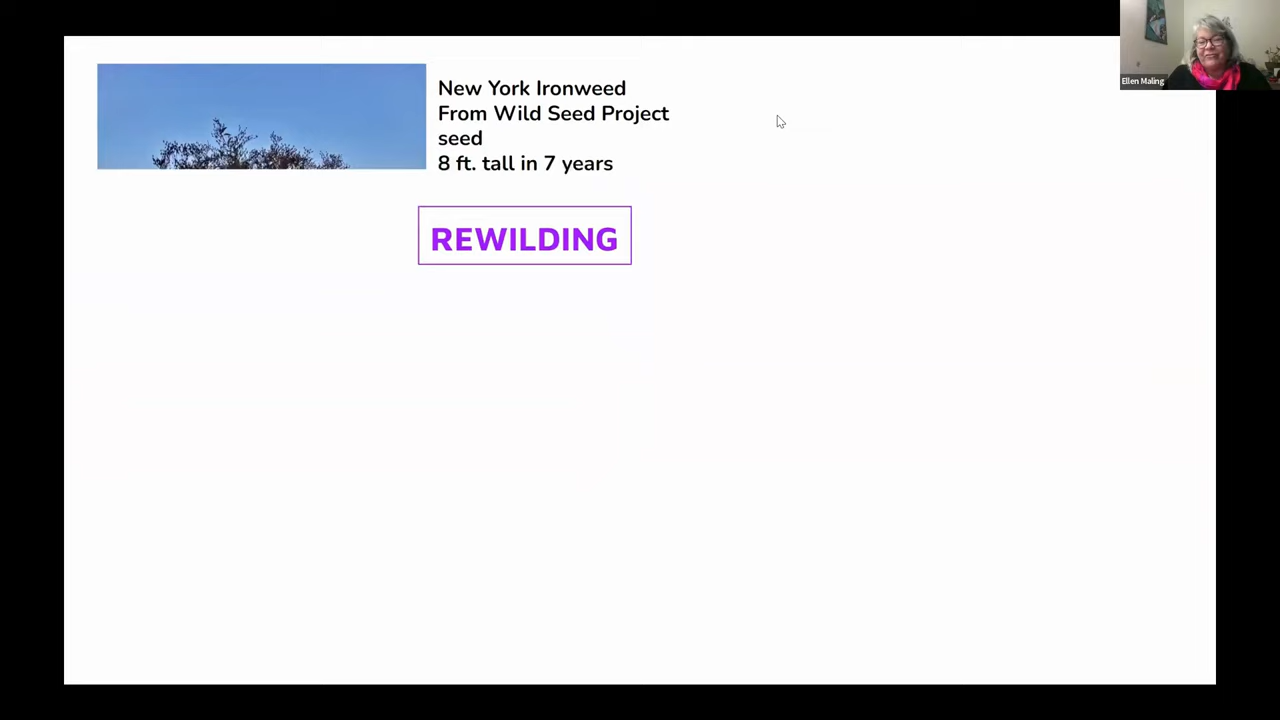 Ellen Maling
New York Ironweed
From Wild Seed Project
seed
8 ft. tall in 7 years
REWILDING